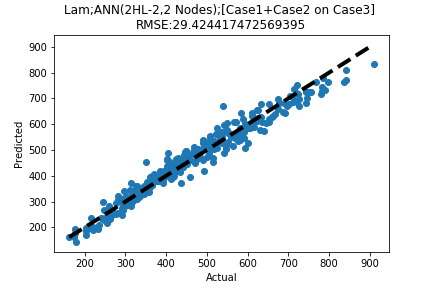 Lam;ANN(2HL-2,2 Nodes);[Case1+Case2 on Case3]
RMSE:29.424417472569395
900
800
700
600
500
400
300
200
Predicted
200 300 400 500 600 700 800 900
Actual